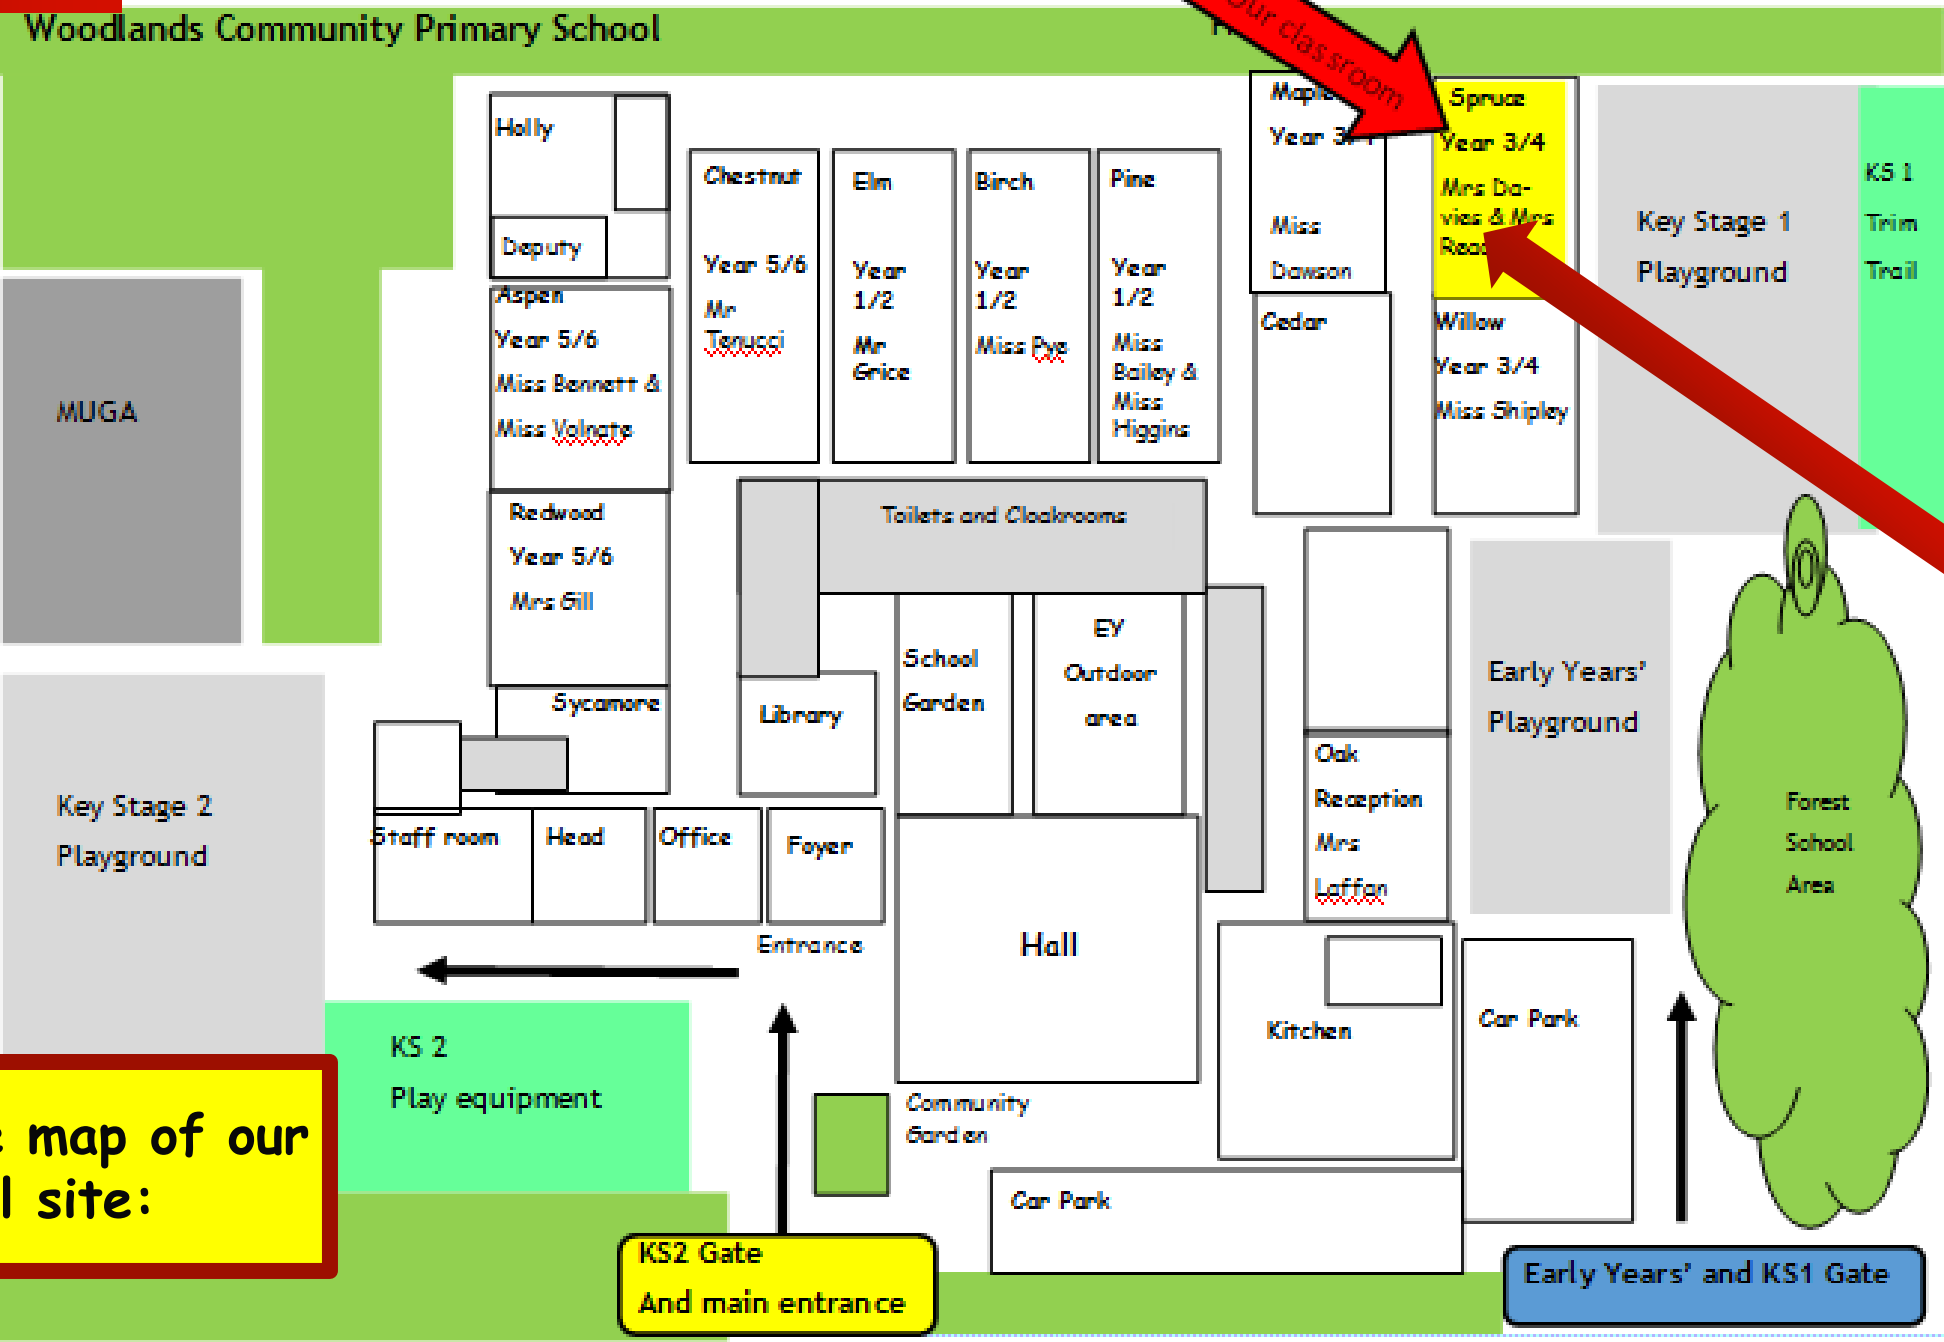 Woodlands Community Primary School
our classroom
Holly
Deputy
Aspen
Year 5/6
Miss Bennett &
Miss Volnate
Redwood
Year 5/6
Mrs Gill
Sycamore
Chestnut
Year 5/6
Mr
Tenucci
Elm
Year
1/2
Mr
Grice
Birch
Year
1/2
Miss Pye
Pine
Year
1/2
Miss
Bailey &
Miss
Higgins
Maple
Year 3/4
Miss
Dawson
Cedar
Spruce
Year 3/4
Mrs Da-
vies & Mrs
Willow
Year 3/4
Miss Shipley
Key Stage 1
Playground
KS 1
Trim
Trail
MUGA
Key Stage 2
Playground
Toilets and Cloakrooms
School
Garden
EY
Outdoor
area
Library
Staff room
Head
Office
Foyer
Entrance
Hall
Oak
Reception
Mrs
Laffan
Early Years’
Playground
Forest
School
Area
Kitchen
Car Park
KS 2
Play equipment
Community
Garden
Car Park
map of our
site:
KS2 Gate
And main entrance
Early Years’ and KS1 Gate